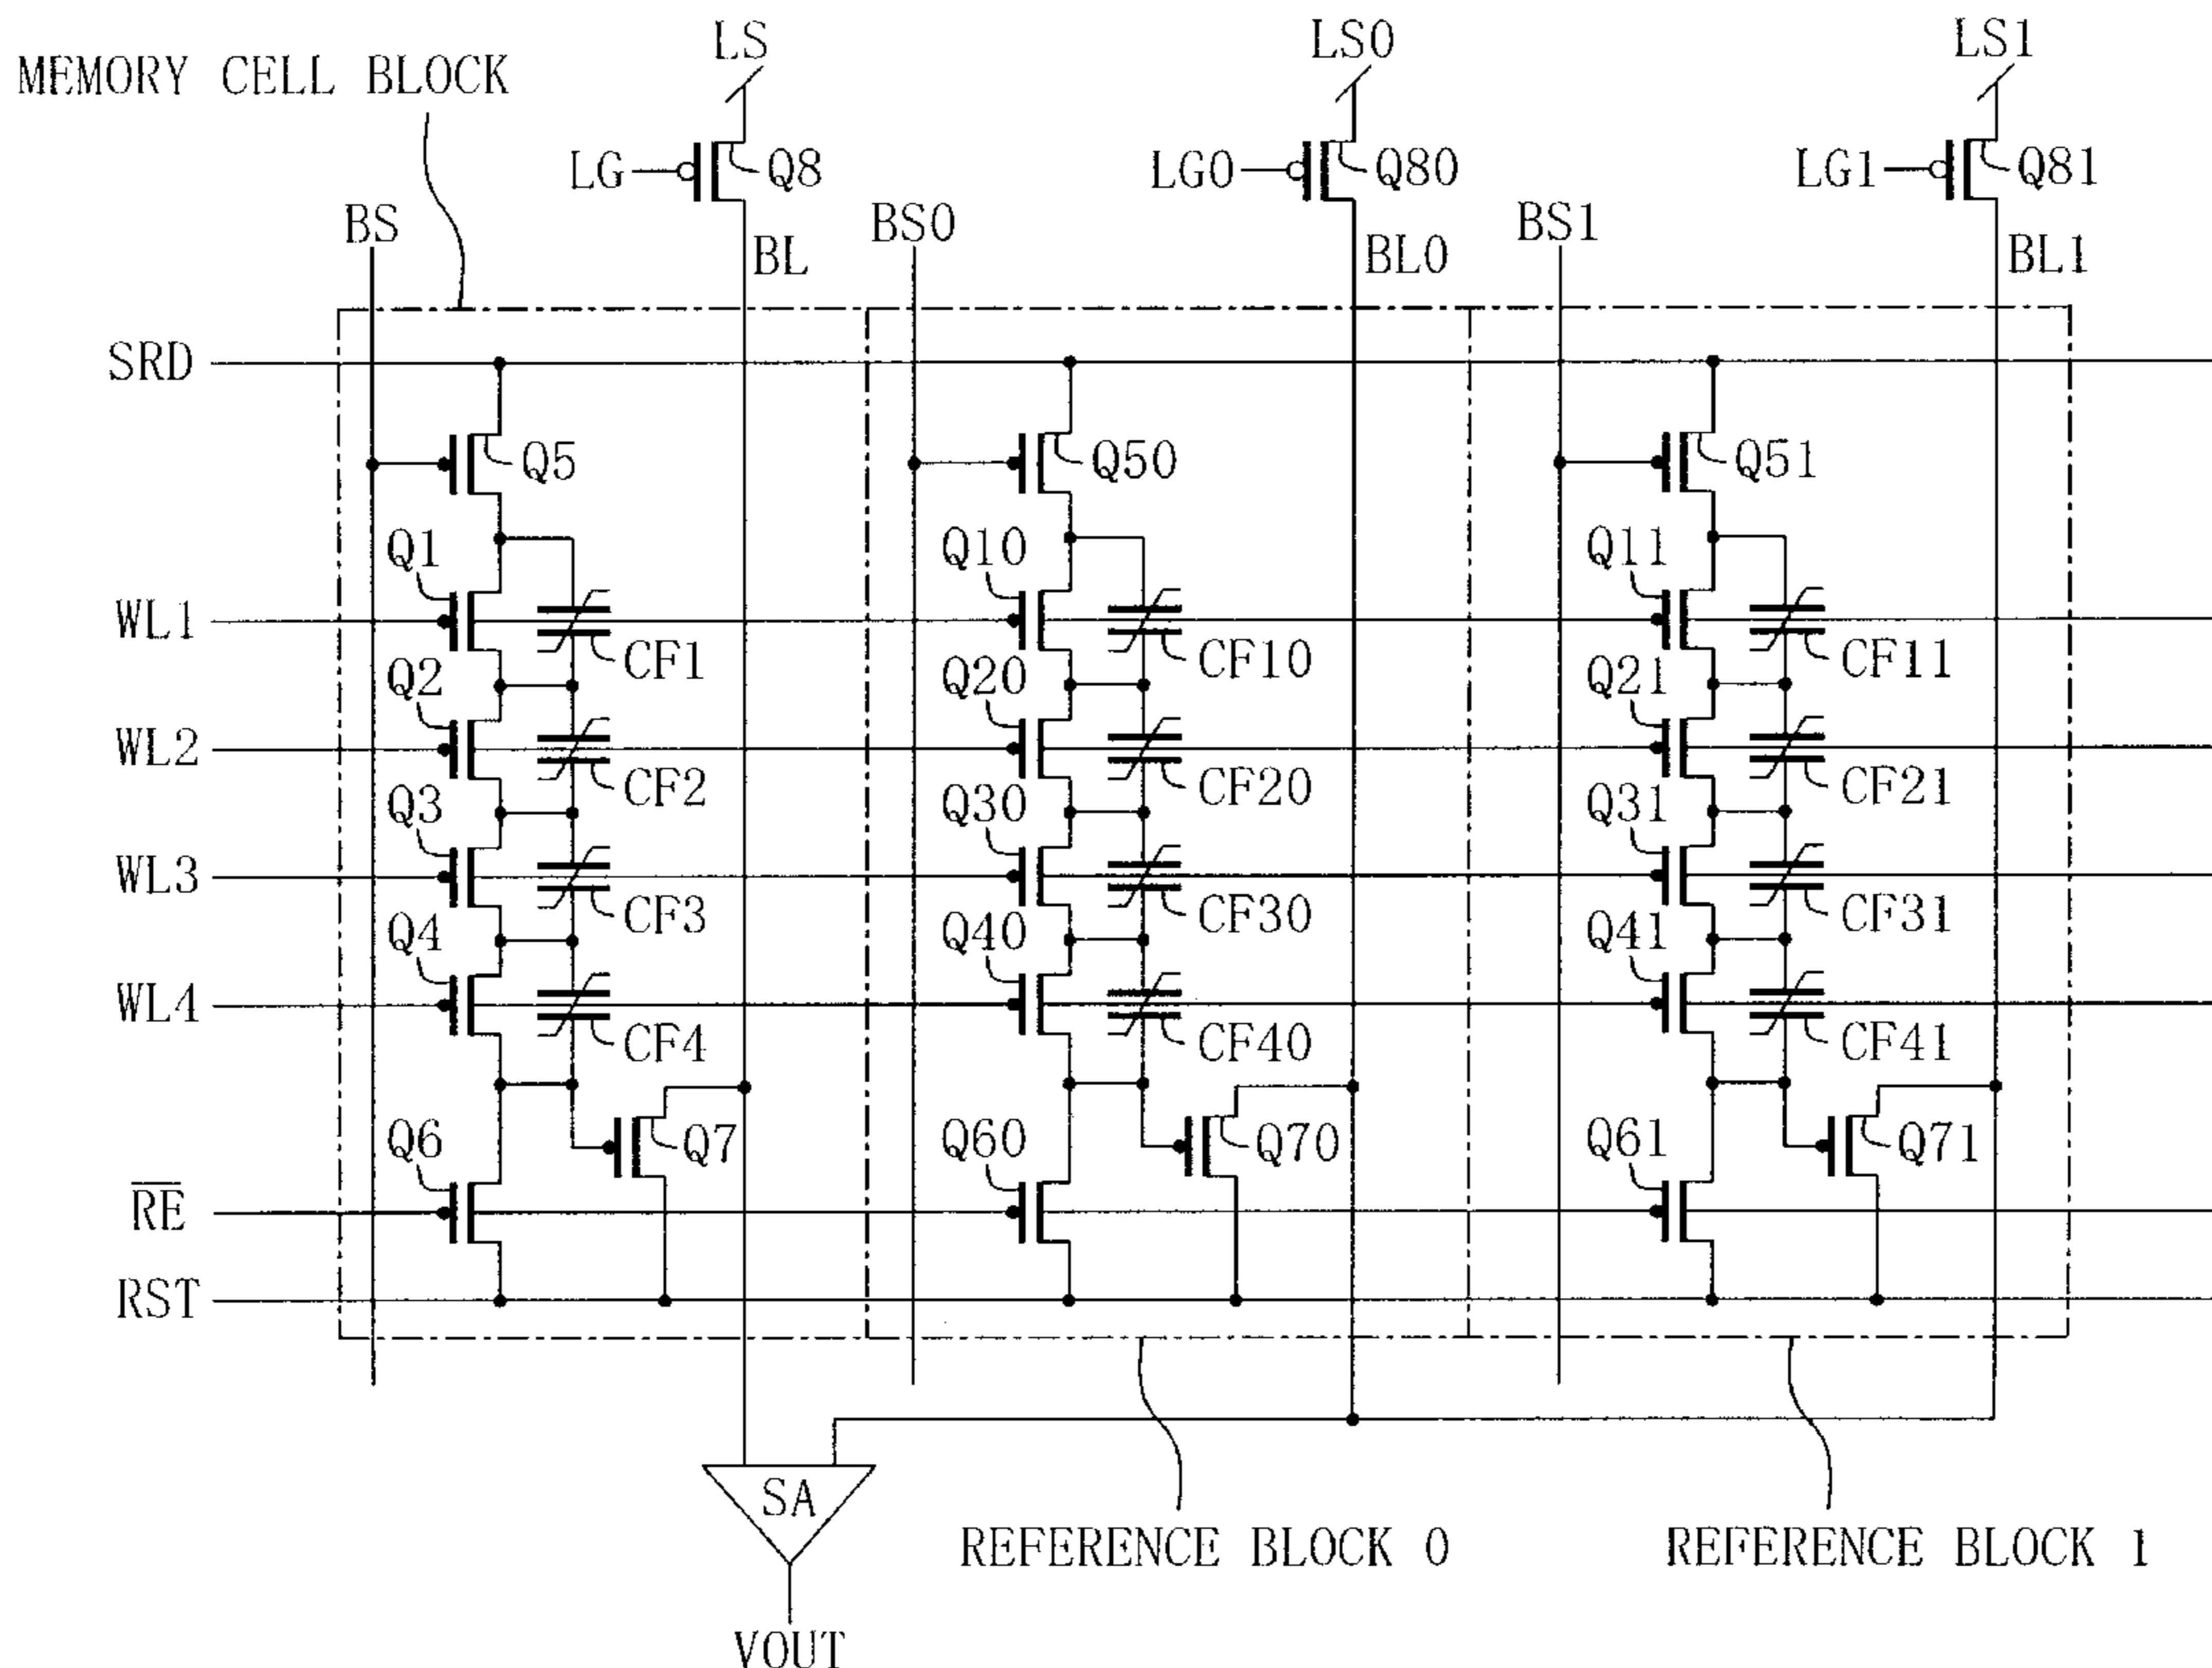 LS LS0 LS1
MEMORY CELL BLOCK
LG Q8 LG0 Q80 LG1 Q81
BS BL BS0 BL0 BS1 BL1
SRD
Q5 Q50 Q51
Q1 Q10 Q11
WL1
CF1 CF10 CF11
Q2 Q20 Q21
WL2
CF2 CF20 CF21
Q3 Q30 Q31
WL3
CF3 CF30 CF31
Q4 Q40 Q41
WL4
CF4 CF40 CF41
Q6 Q7 Q60 Q70 Q61 Q71
R̅E̅
RST
SA
REFERENCE BLOCK 0 REFERENCE BLOCK 1
VOUT